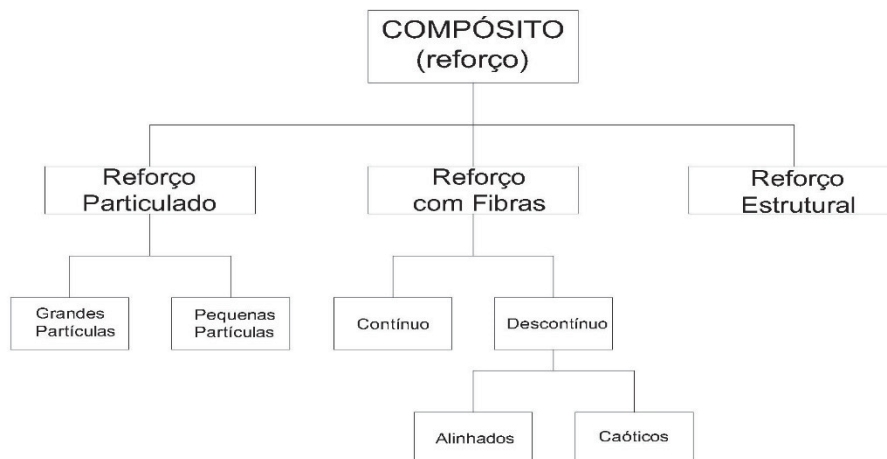 COMPÓSITO
(reforço)
Reforço
Particulado
Reforço
com Fibras
Reforço
Estrutural
Grandes
Partículas
Pequenas
Partículas
Contínuo
Descontínuo
Alinhados
Caóticos